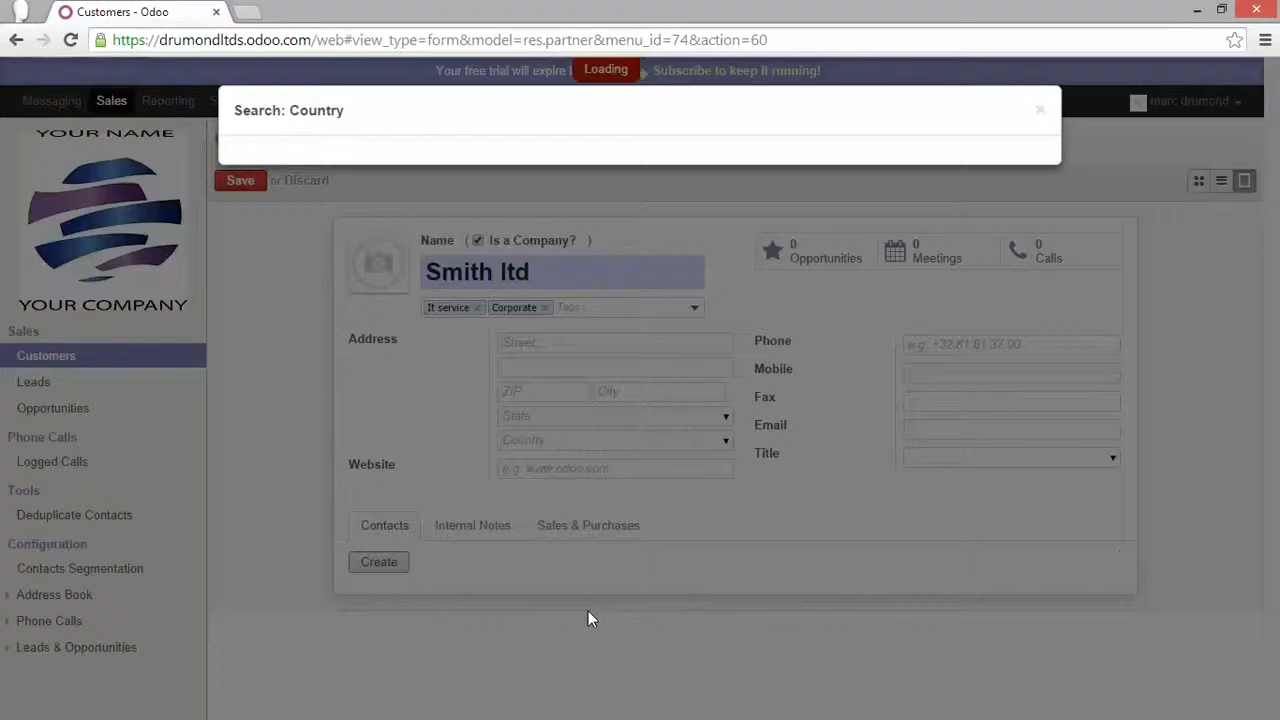 Customers - Odoo
https://drumondltds.odoo.com/web#view_type=form&model=res.partner&menu_id=74&action=60
Your free trial will expire
Loading
Subscribe to keep it running!
Messaging
Sales
Reporting
S
marc drumond
Search: Country
YOUR NAME
YOUR COMPANY
Save or Discard
Name ( Is a Company? )
0 Opportunities
0 Meetings
0 Calls
Smith ltd
It service
Corporate
Tags
Sales
Customers
Leads
Opportunities
Phone Calls
Logged Calls
Tools
Deduplicate Contacts
Configuration
Contacts Segmentation
Address Book
Phone Calls
Leads & Opportunities
Address
Street...
ZIP
City
State
Country
Website
e.g. www.odoo.com
Phone
e.g. +32.81.81.37.00
Mobile
Fax
Email
Title
Contacts
Internal Notes
Sales & Purchases
Create